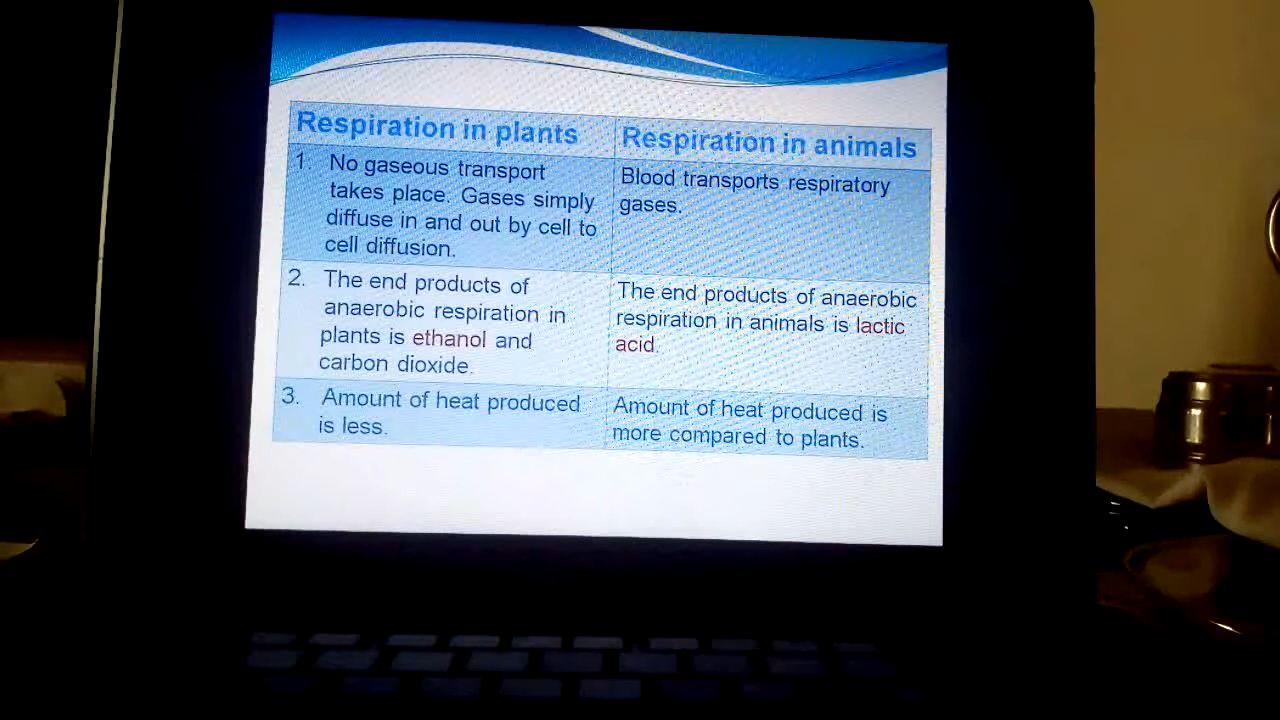 Respiration in plants
Respiration in animals
1. No gaseous transport
takes place. Gases simply
diffuse in and out by cell to
cell diffusion.
Blood transports respiratory
gases.
2. The end products of
anaerobic respiration in
plants is ethanol and
carbon dioxide.
The end products of anaerobic
respiration in animals is lactic
acid.
3. Amount of heat produced
is less.
Amount of heat produced is
more compared to plants.